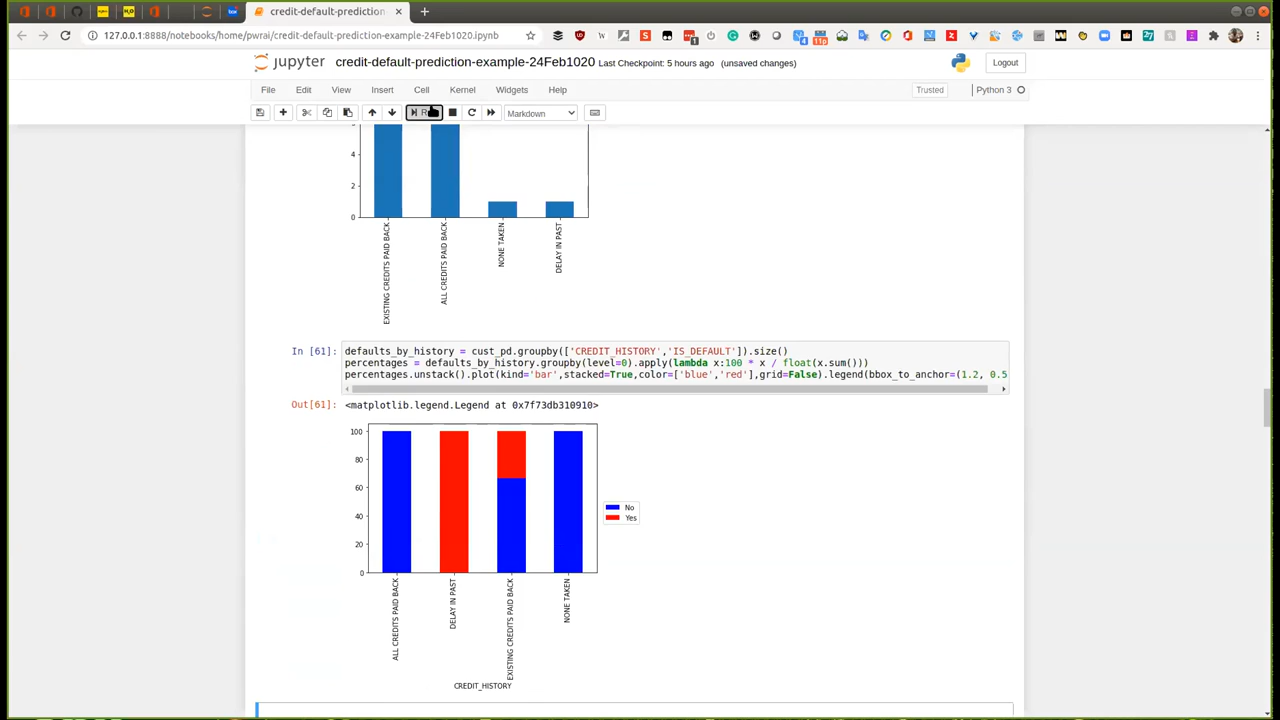 credit-default-prediction
127.0.0.1:8888/notebooks/home/pwrai/credit-default-prediction-example-24Feb1020.ipynb
jupyter credit-default-prediction-example-24Feb1020 Last Checkpoint: 5 hours ago (unsaved changes)
Logout
File Edit View Insert Cell Kernel Widgets Help
Trusted
Python 3
Markdown
4
2
0
EXISTING CREDITS PAID BACK
ALL CREDITS PAID BACK
NONE TAKEN
DELAY IN PAST
In [61]: defaults_by_history = cust_pd.groupby(['CREDIT_HISTORY','IS_DEFAULT']).size()
percentages = defaults_by_history.groupby(level=0).apply(lambda x:100 * x / float(x.sum()))
percentages.unstack().plot(kind='bar',stacked=True,color=['blue','red'],grid=False).legend(bbox_to_anchor=(1.2, 0.5
Out[61]: <matplotlib.legend.Legend at 0x7f73db310910>
100
80
60
40
20
0
No
Yes
ALL CREDITS PAID BACK
DELAY IN PAST
EXISTING CREDITS PAID BACK
NONE TAKEN
CREDIT_HISTORY